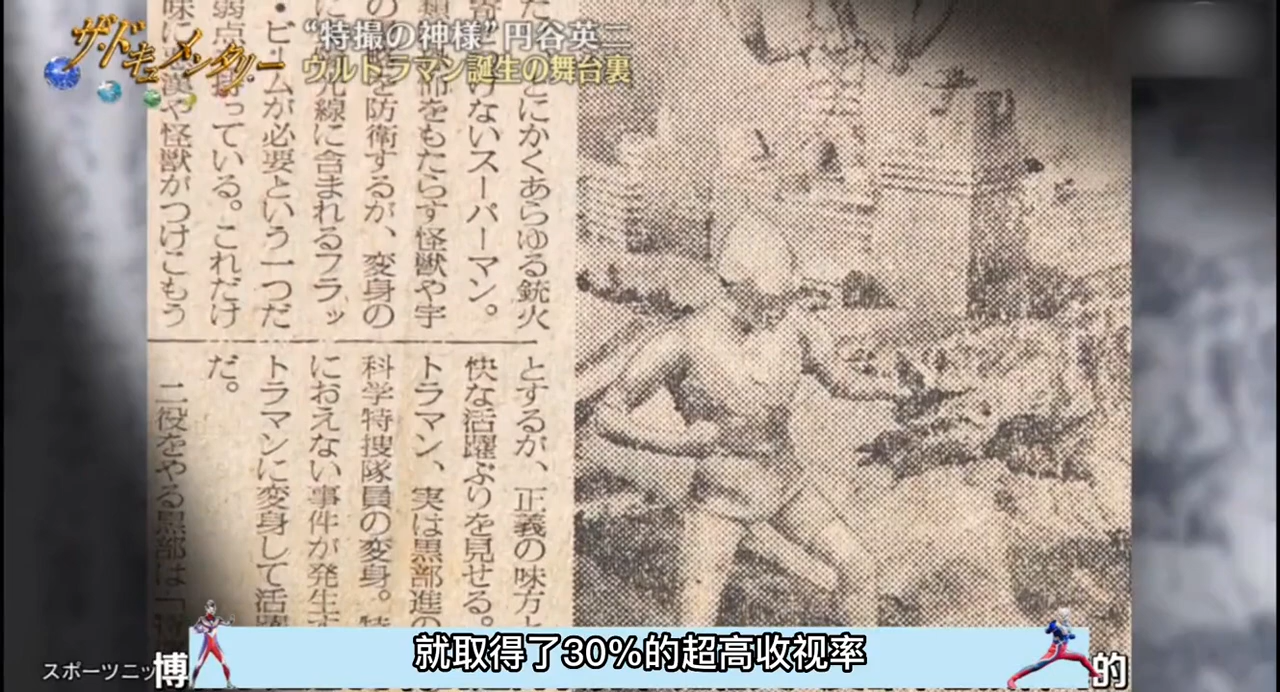 ザ・ドキュメンタリー
“特撮の神様”円谷英二
ウルトラマン誕生の舞台裏
とにかくあらゆる銃火
けないスーパーマン。
をもたらす怪獣や宇
を防衛するが、変身の
光線に含まれるフラッ
・ビームが必要という一つだ
弱点 持っている。これだけ
味に や怪獣がつけこもう
とするが、正義の味方と
快な活躍ぶりを見せる。
トラマン、実は黒部進の
科学特捜隊員の変身。特
におえない事件が発生す
トラマンに変身して活躍
だ。
二役をやる黒部は「
スポーツニッ
博
就取得了30%的超高收视率
的